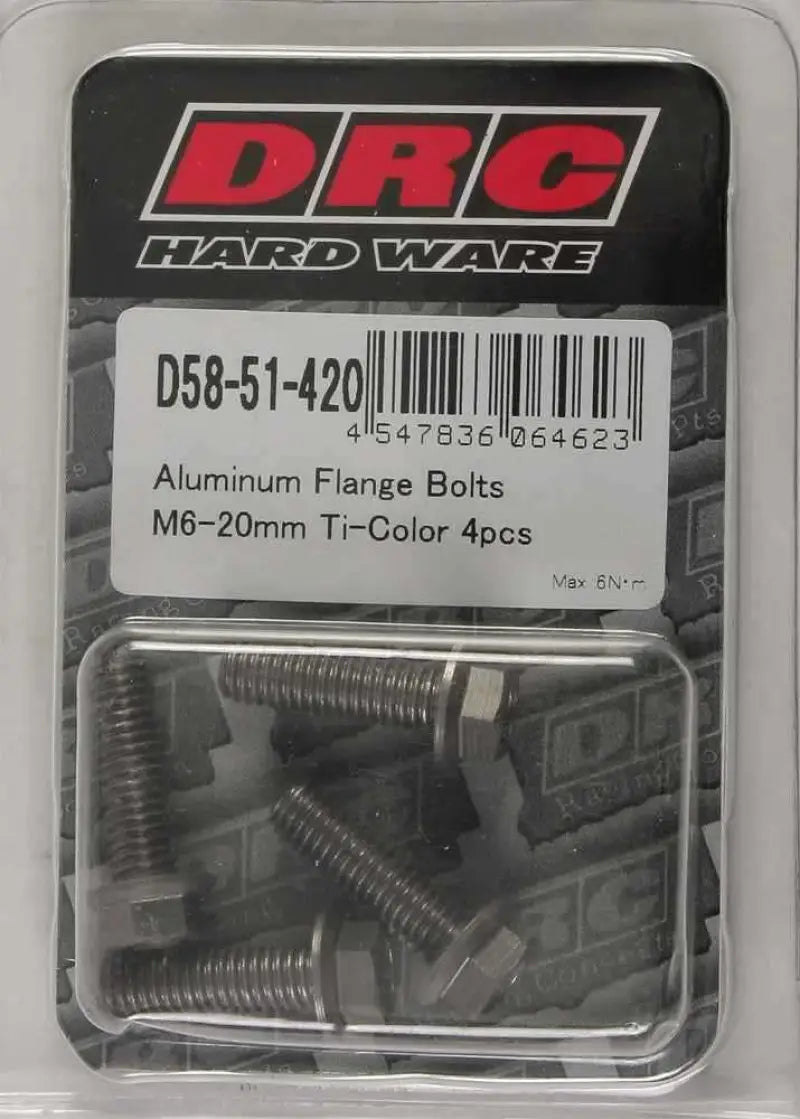 DRC
HARD WARE
D58-51-420
4 547836 064623
Aluminum Flange Bolts
M6-20mm Ti-Color 4pcs
Max 6N·m